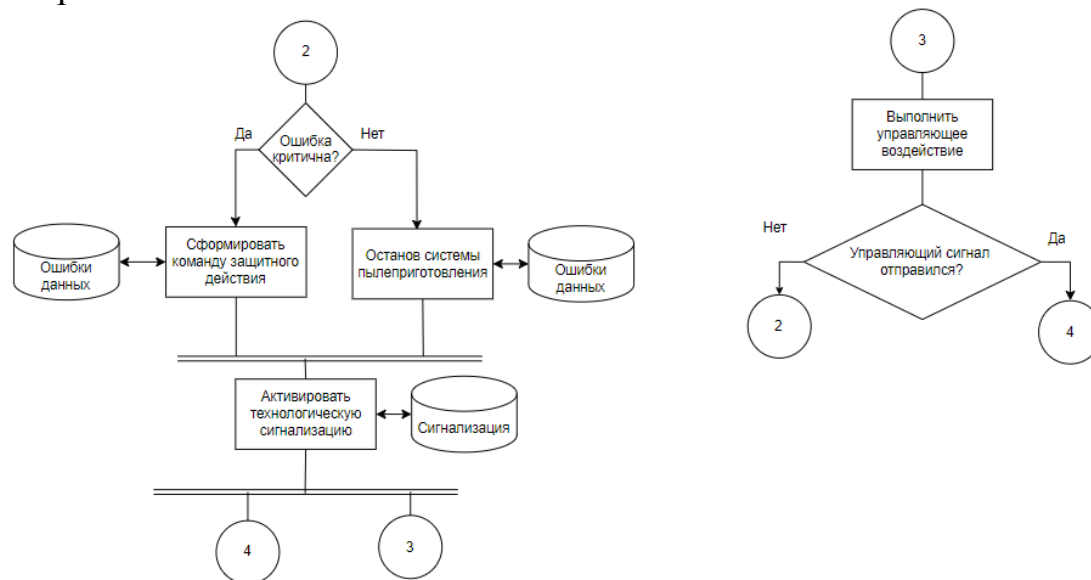 2
Да
Ошибка
критична?
Нет
Ошибки
данных
Сформировать
команду защитного
действия
Останов системы
пылеприготовления
Ошибки
данных
Активировать
технологическую
сигнализацию
Сигнализация
4
3
3
Выполнить
управляющее
воздействие
Нет
Управляющий сигнал
отправился?
Да
2
4